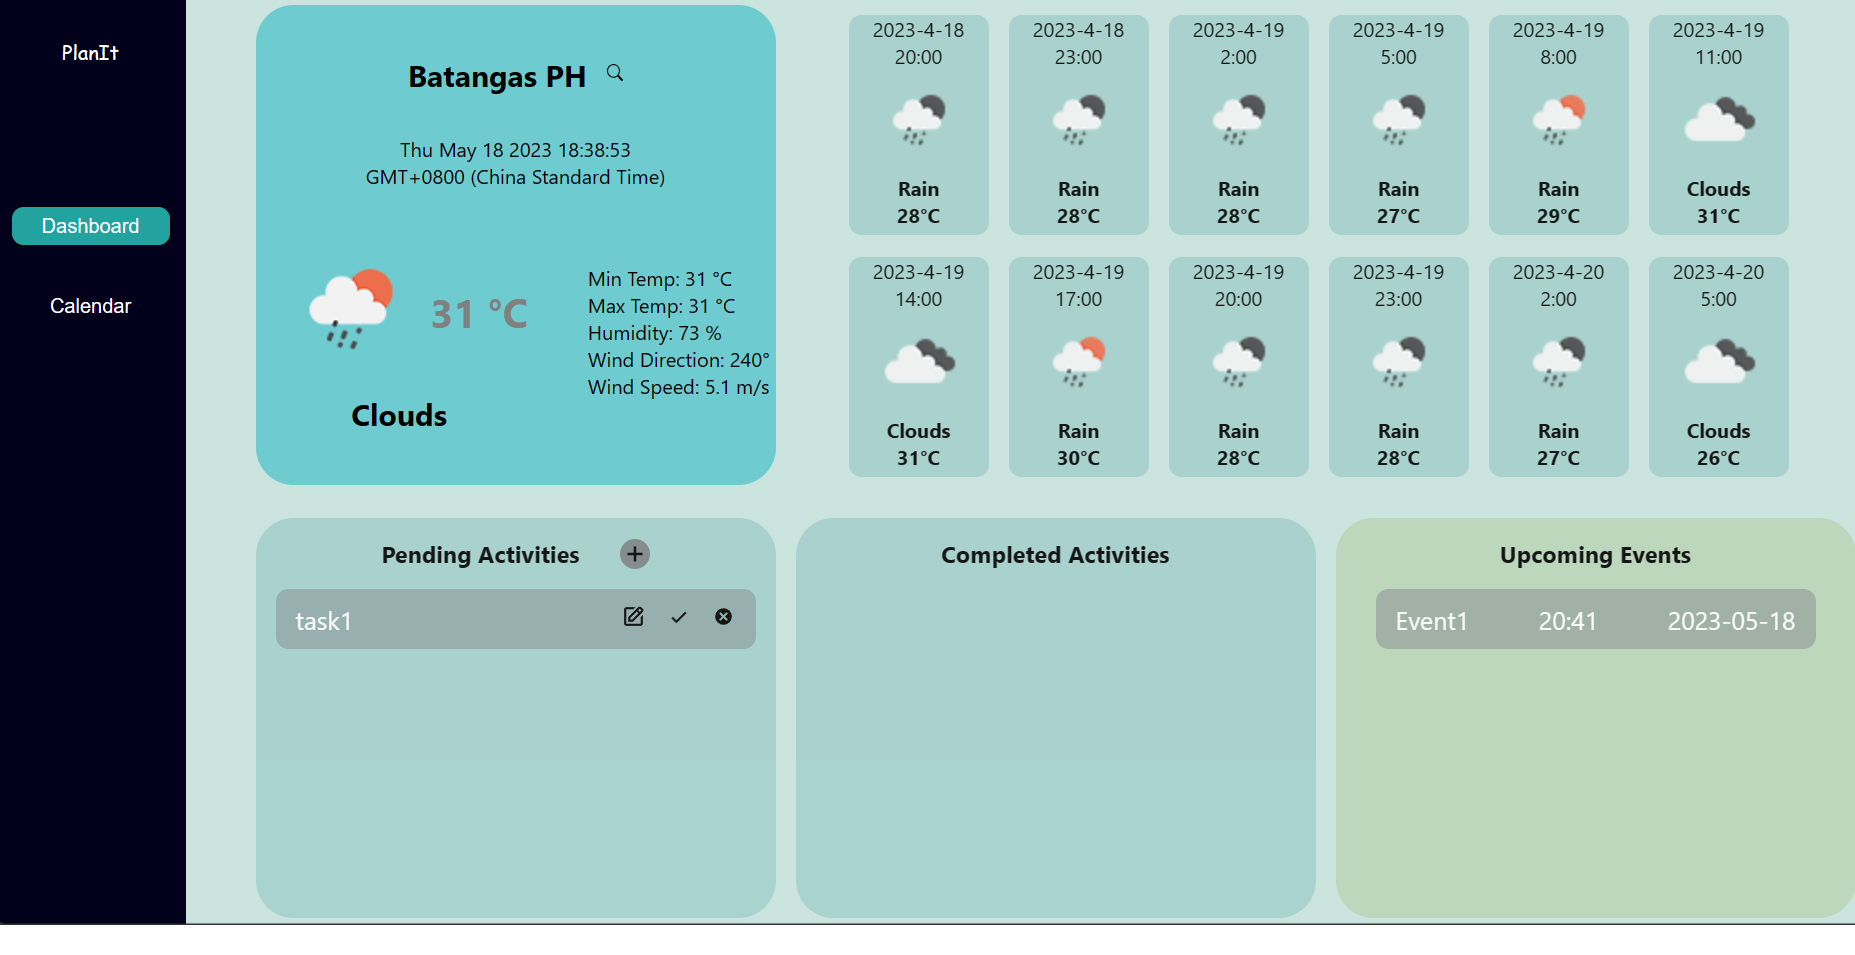 PlanIt
Dashboard
Calendar
Batangas PH
Thu May 18 2023 18:38:53
GMT+0800 (China Standard Time)
31 °C
Clouds
Min Temp: 31 °C
Max Temp: 31 °C
Humidity: 73 %
Wind Direction: 240°
Wind Speed: 5.1 m/s
2023-4-18
20:00
Rain
28°C
2023-4-18
23:00
Rain
28°C
2023-4-19
2:00
Rain
28°C
2023-4-19
5:00
Rain
27°C
2023-4-19
8:00
Rain
29°C
2023-4-19
11:00
Clouds
31°C
2023-4-19
14:00
Clouds
31°C
2023-4-19
17:00
Rain
30°C
2023-4-19
20:00
Rain
28°C
2023-4-19
23:00
Rain
28°C
2023-4-20
2:00
Rain
27°C
2023-4-20
5:00
Clouds
26°C
Pending Activities
task1
Completed Activities
Upcoming Events
Event1 20:41 2023-05-18